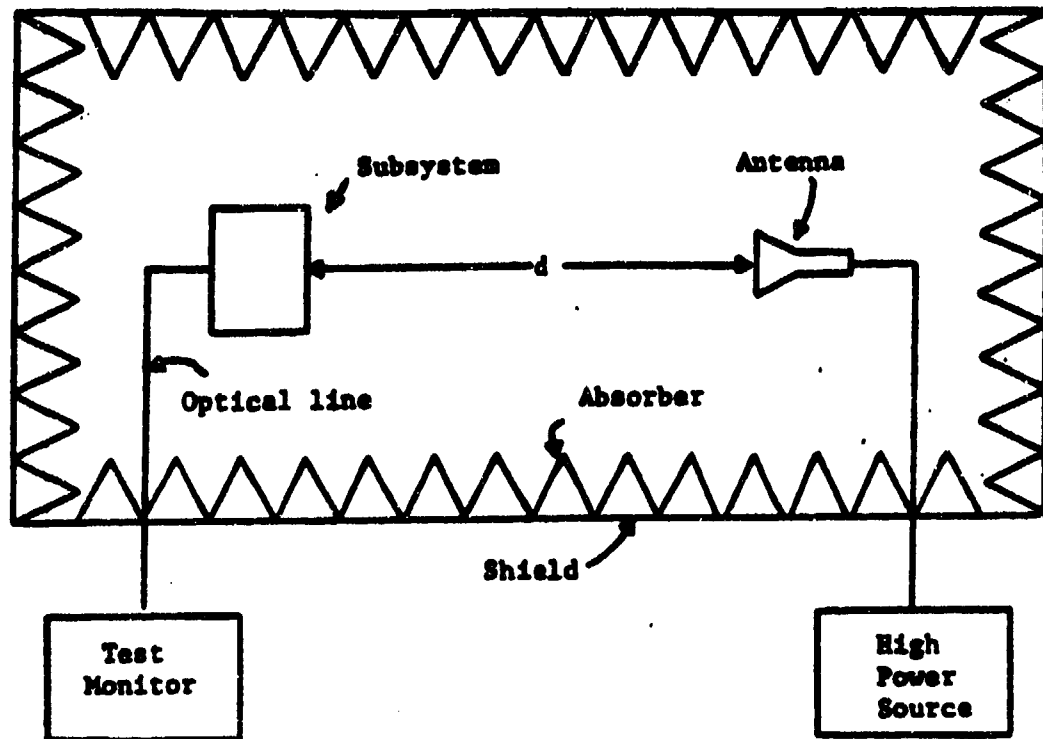 Subsystem
Antenna
d
Optical line
Absorber
Shield
Test
Monitor
High
Power
Source